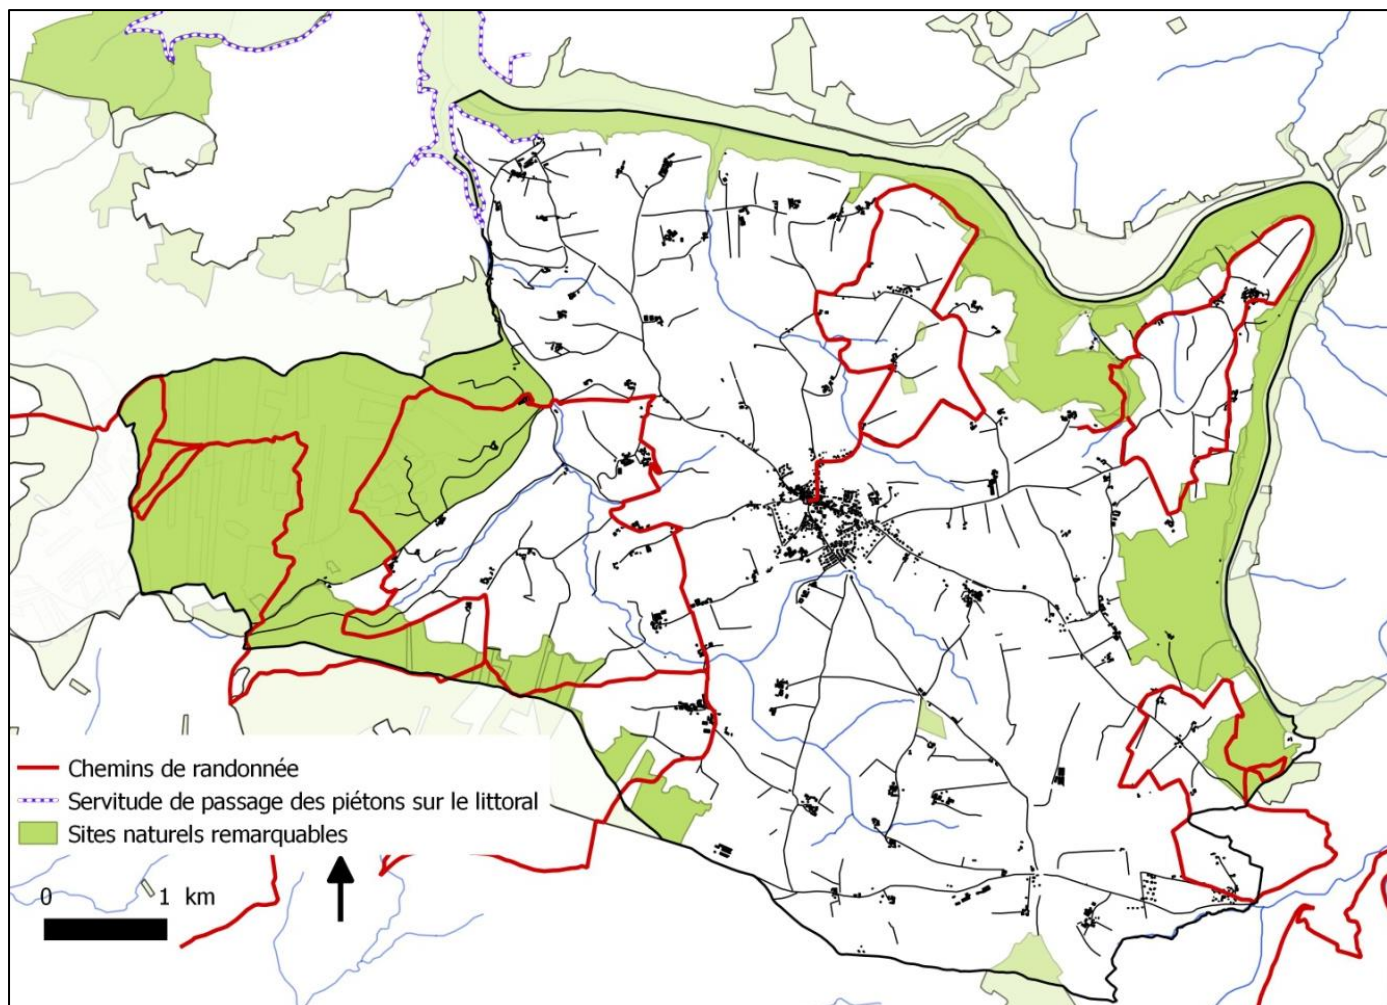 Chemins de randonnée
Servitude de passage des piétons sur le littoral
Sites naturels remarquables
0 1 km